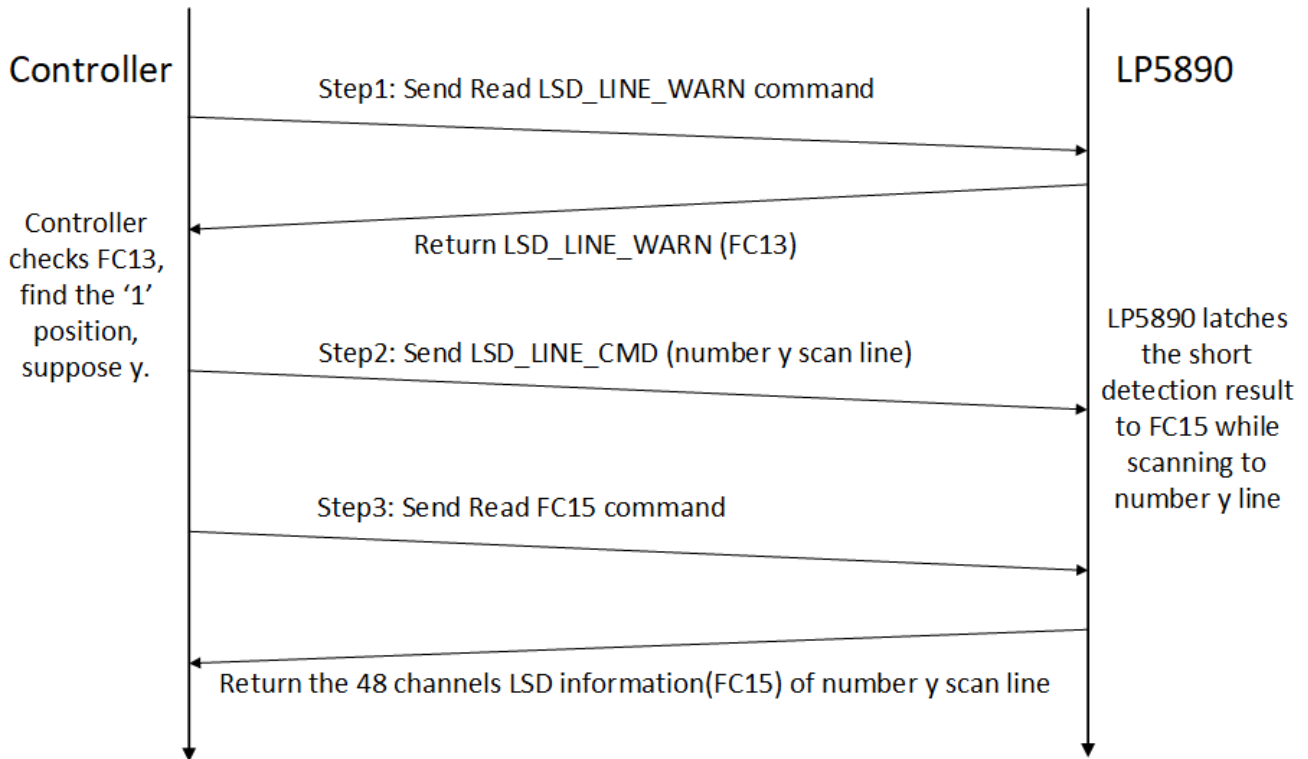 Controller
LP5890
Step1: Send Read LSD_LINE_WARN command
Return LSD_LINE_WARN (FC13)
Controller
checks FC13,
find the ‘1’
position,
suppose y.
Step2: Send LSD_LINE_CMD (number y scan line)
LP5890 latches
the short
detection result
to FC15 while
scanning to
number y line
Step3: Send Read FC15 command
Return the 48 channels LSD information(FC15) of number y scan line